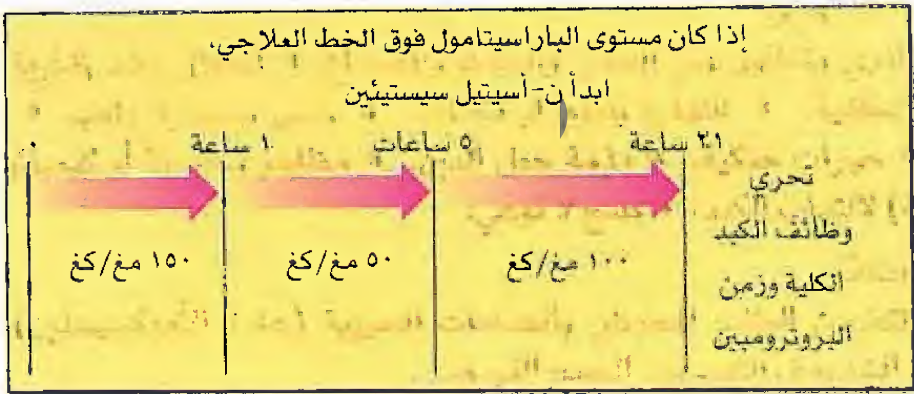 إذا كان مستوى الباراسيتامول فوق الخط العلاجي،
ابدأ ن-أسيتيل سيستيئين
٠
١ ساعة
٥ ساعات
٢١ ساعة
١٥٠ مغ/كغ
٥٠ مغ/كغ
١٠٠ مغ/كغ
تحري
وظائف الكبد
الكلية وزمن
البروترومبين